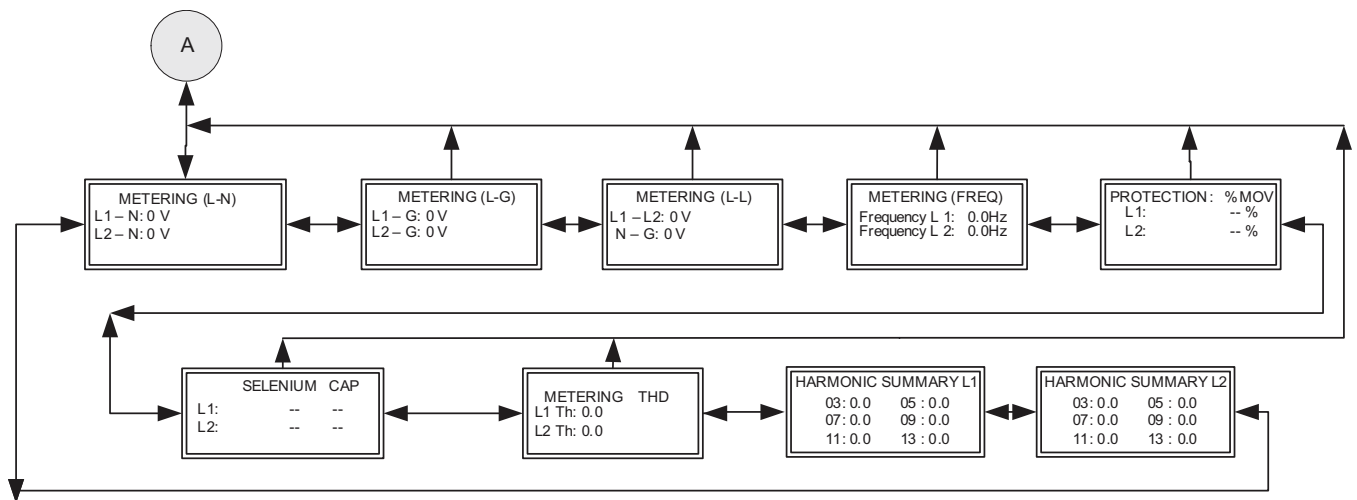 A
METERING (L-N)
L1 – N: 0 V
L2 – N: 0 V
METERING (L-G)
L1 – G: 0 V
L2 – G: 0 V
METERING (L-L)
L1 – L2: 0 V
N – G: 0 V
METERING (FREQ)
Frequency L 1: 0.0Hz
Frequency L 2: 0.0Hz
PROTECTION: %MOV
L1: -- %
L2: -- %
SELENIUM CAP
L1: -- --
L2: -- --
METERING THD
L1 Th: 0.0
L2 Th: 0.0
HARMONIC SUMMARY L1
03: 0.0 05 : 0.0
07: 0.0 09 : 0.0
11: 0.0 13 : 0.0
HARMONIC SUMMARY L2
03: 0.0 05 : 0.0
07: 0.0 09 : 0.0
11: 0.0 13 : 0.0